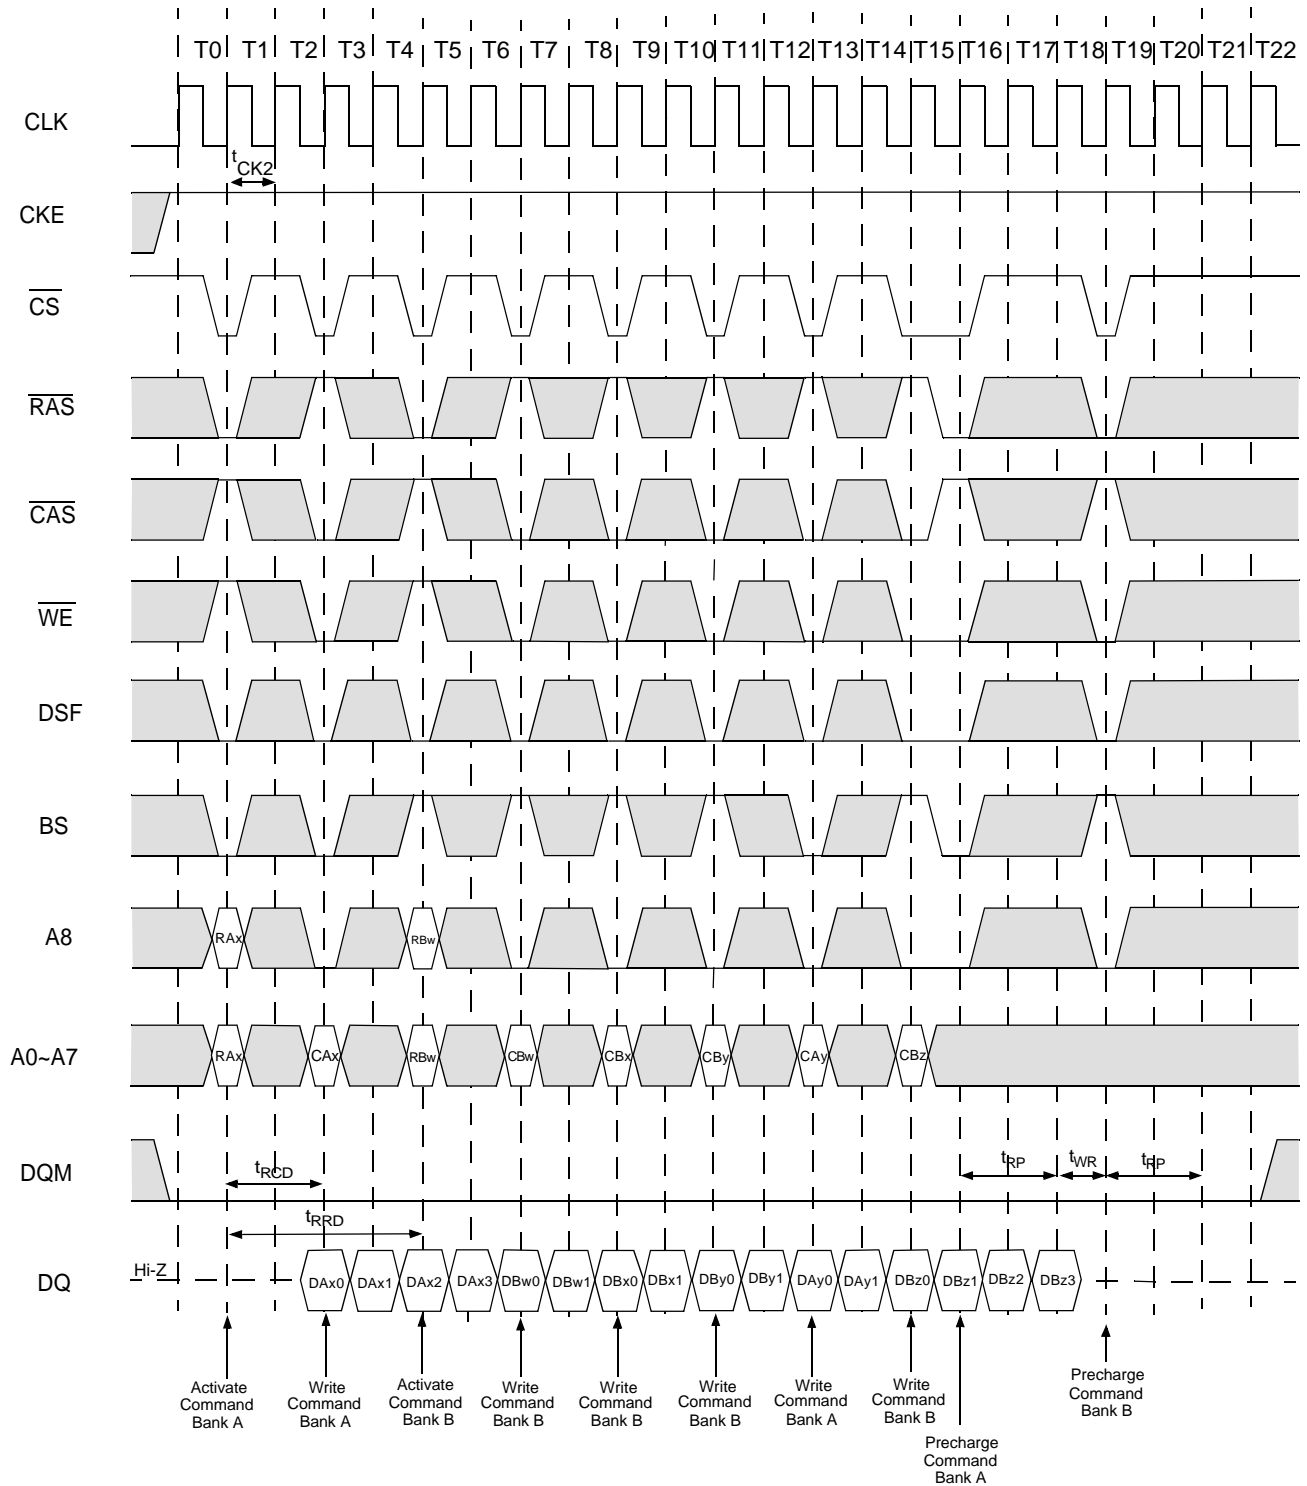 T0 T1 T2 T3 T4 T5 T6 T7 T8 T9 T10 T11 T12 T13 T14 T15 T16 T17 T18 T19 T20 T21 T22
CLK
tCK2
CKE
CS
RAS
CAS
WE
DSF
BS
A8
RAx RBw
A0~A7
RAx CAx RBw CBw CBx CBy CAy CBz
DQM
tRCD tRP tWR tRP
tRRD
DQ
Hi-Z
DAx0 DAx1 DAx2 DAx3 DBw0 DBw1 DBx0 DBx1 DBy0 DBy1 DAy0 DAy1 DBz0 DBz1 DBz2 DBz3
Activate
Command
Bank A
Write
Command
Bank A
Activate
Command
Bank B
Write
Command
Bank B
Write
Command
Bank B
Write
Command
Bank B
Write
Command
Bank A
Write
Command
Bank B
Precharge
Command
Bank A
Precharge
Command
Bank B